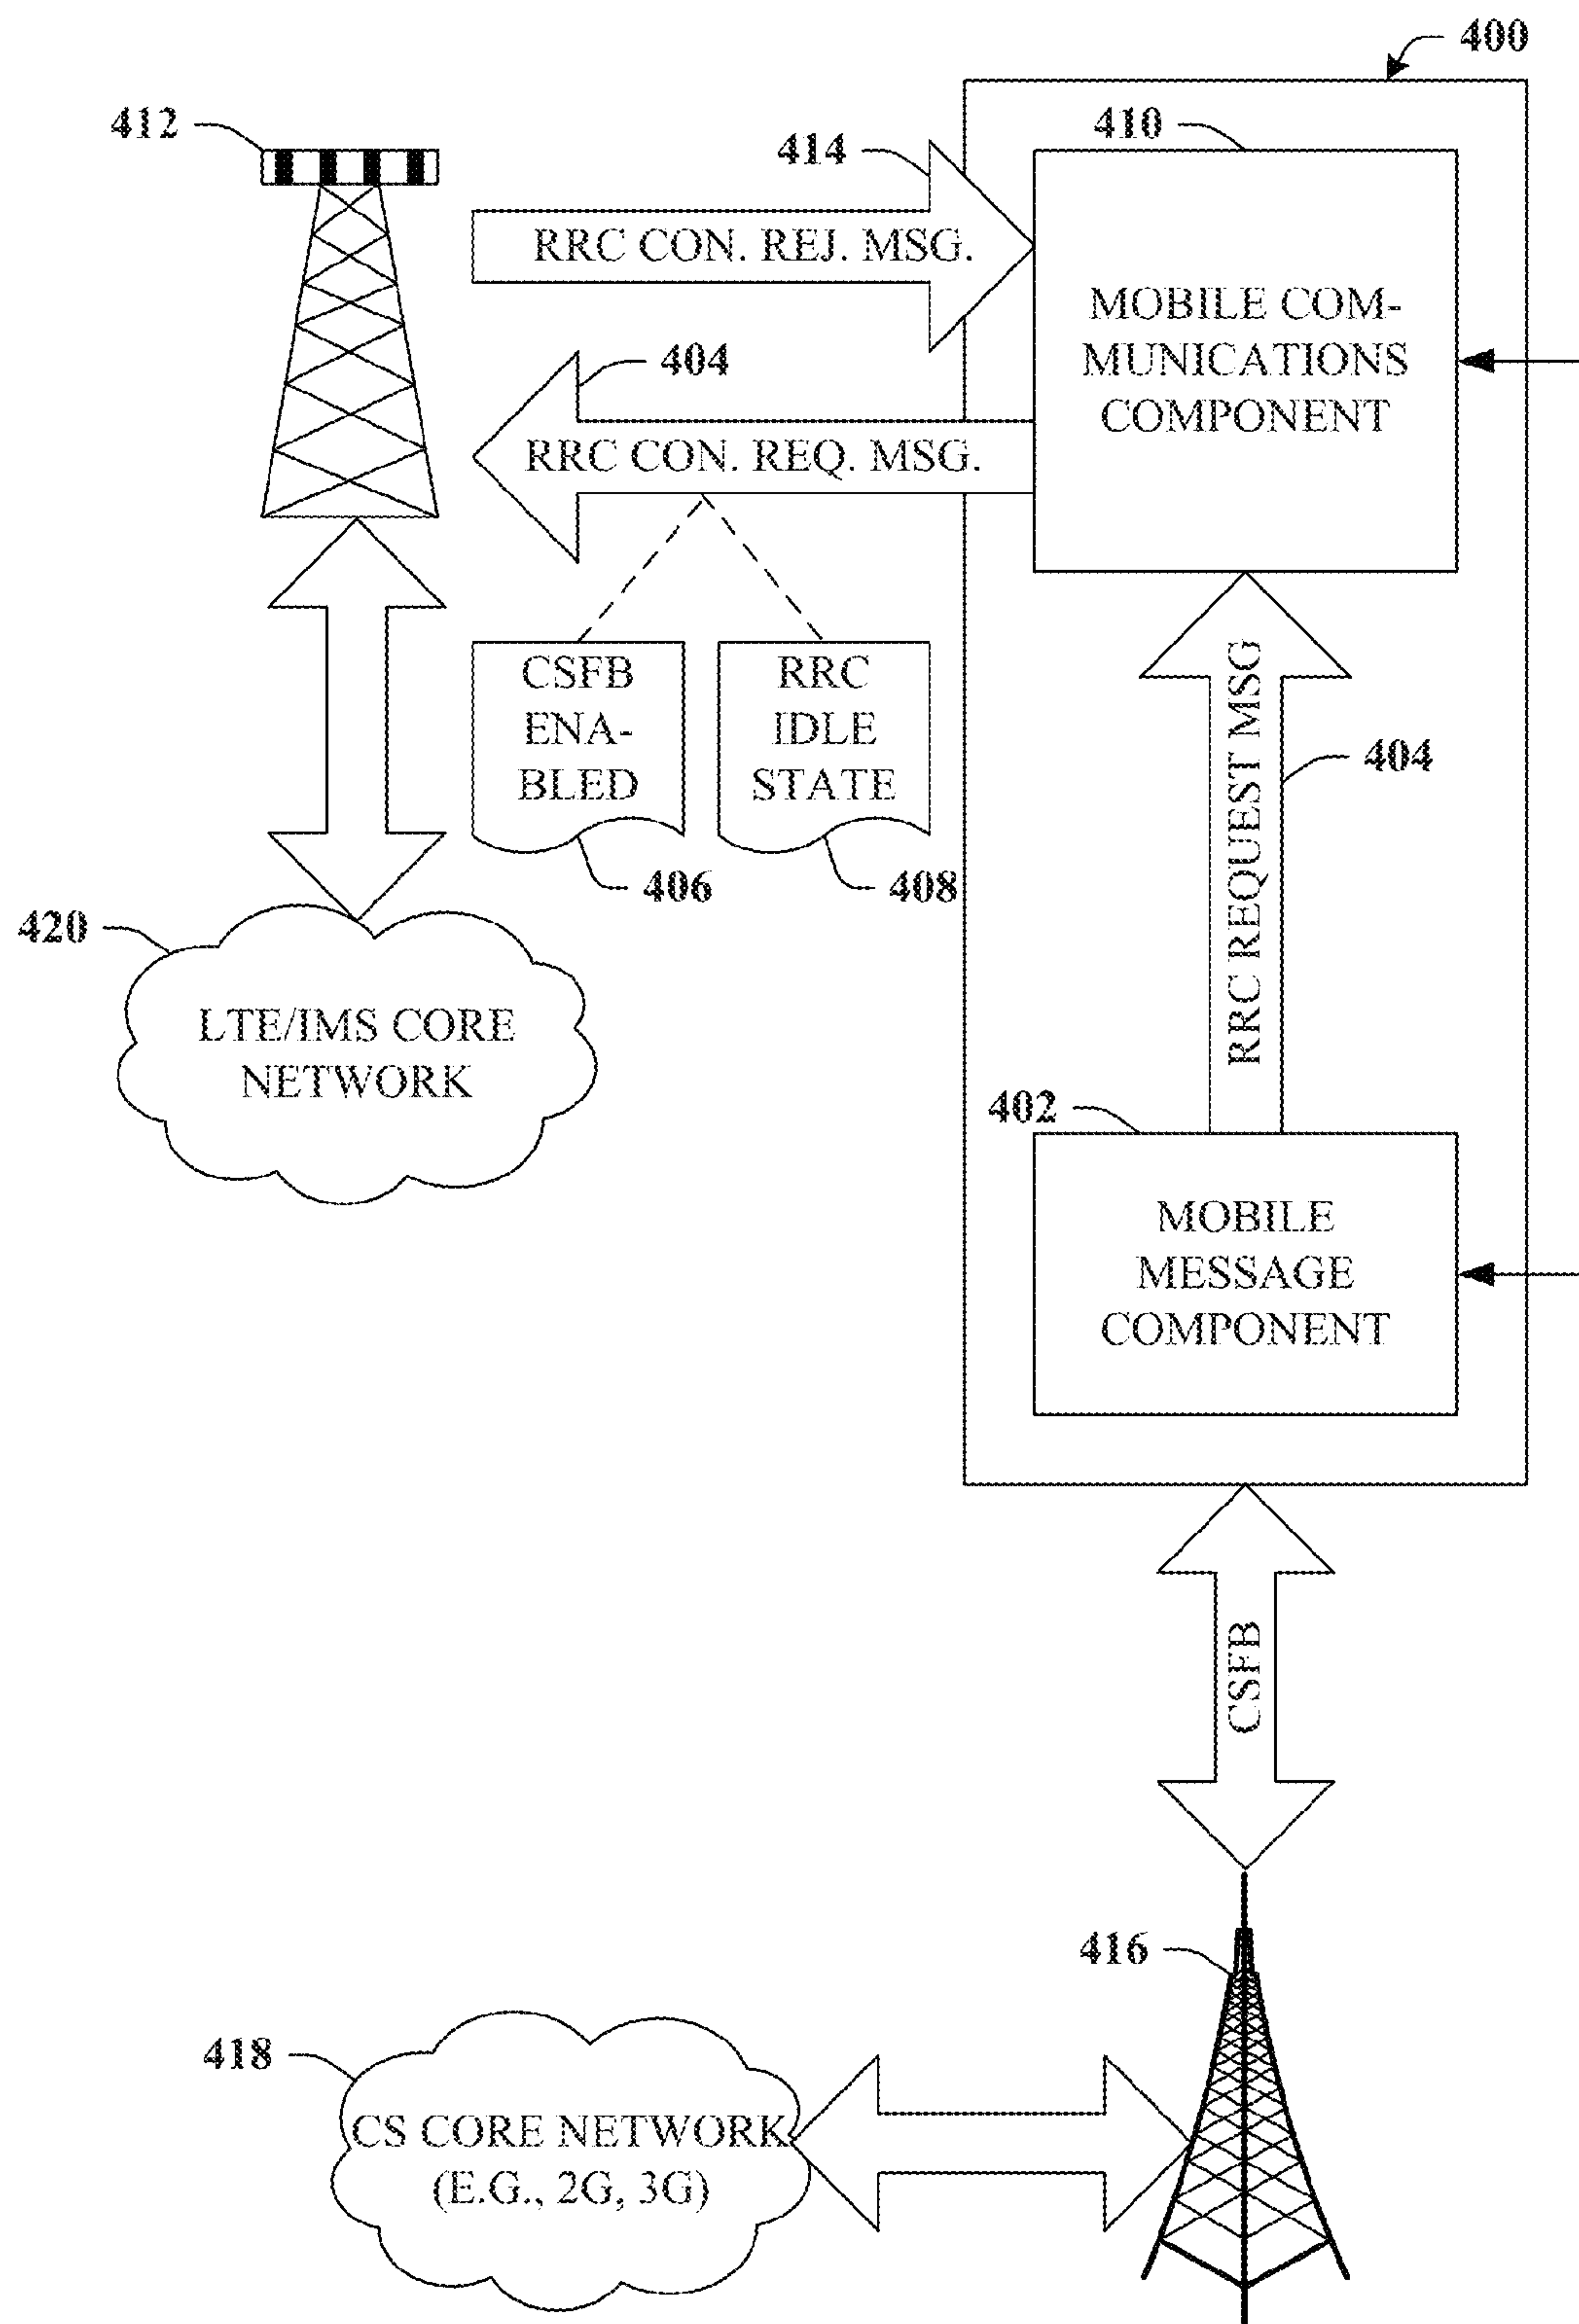 400
412
410
414
RRC CON. REJ. MSG.
MOBILE COM-
MUNICATIONS
COMPONENT
404
RRC CON. REQ. MSG.
CSFB
ENA-
BLED
RRC
IDLE
STATE
406
408
RRC REQUEST MSG
404
420
LTE/IMS CORE
NETWORK
402
MOBILE
MESSAGE
COMPONENT
CSFB
416
418
CS CORE NETWORK
(E.G., 2G, 3G)